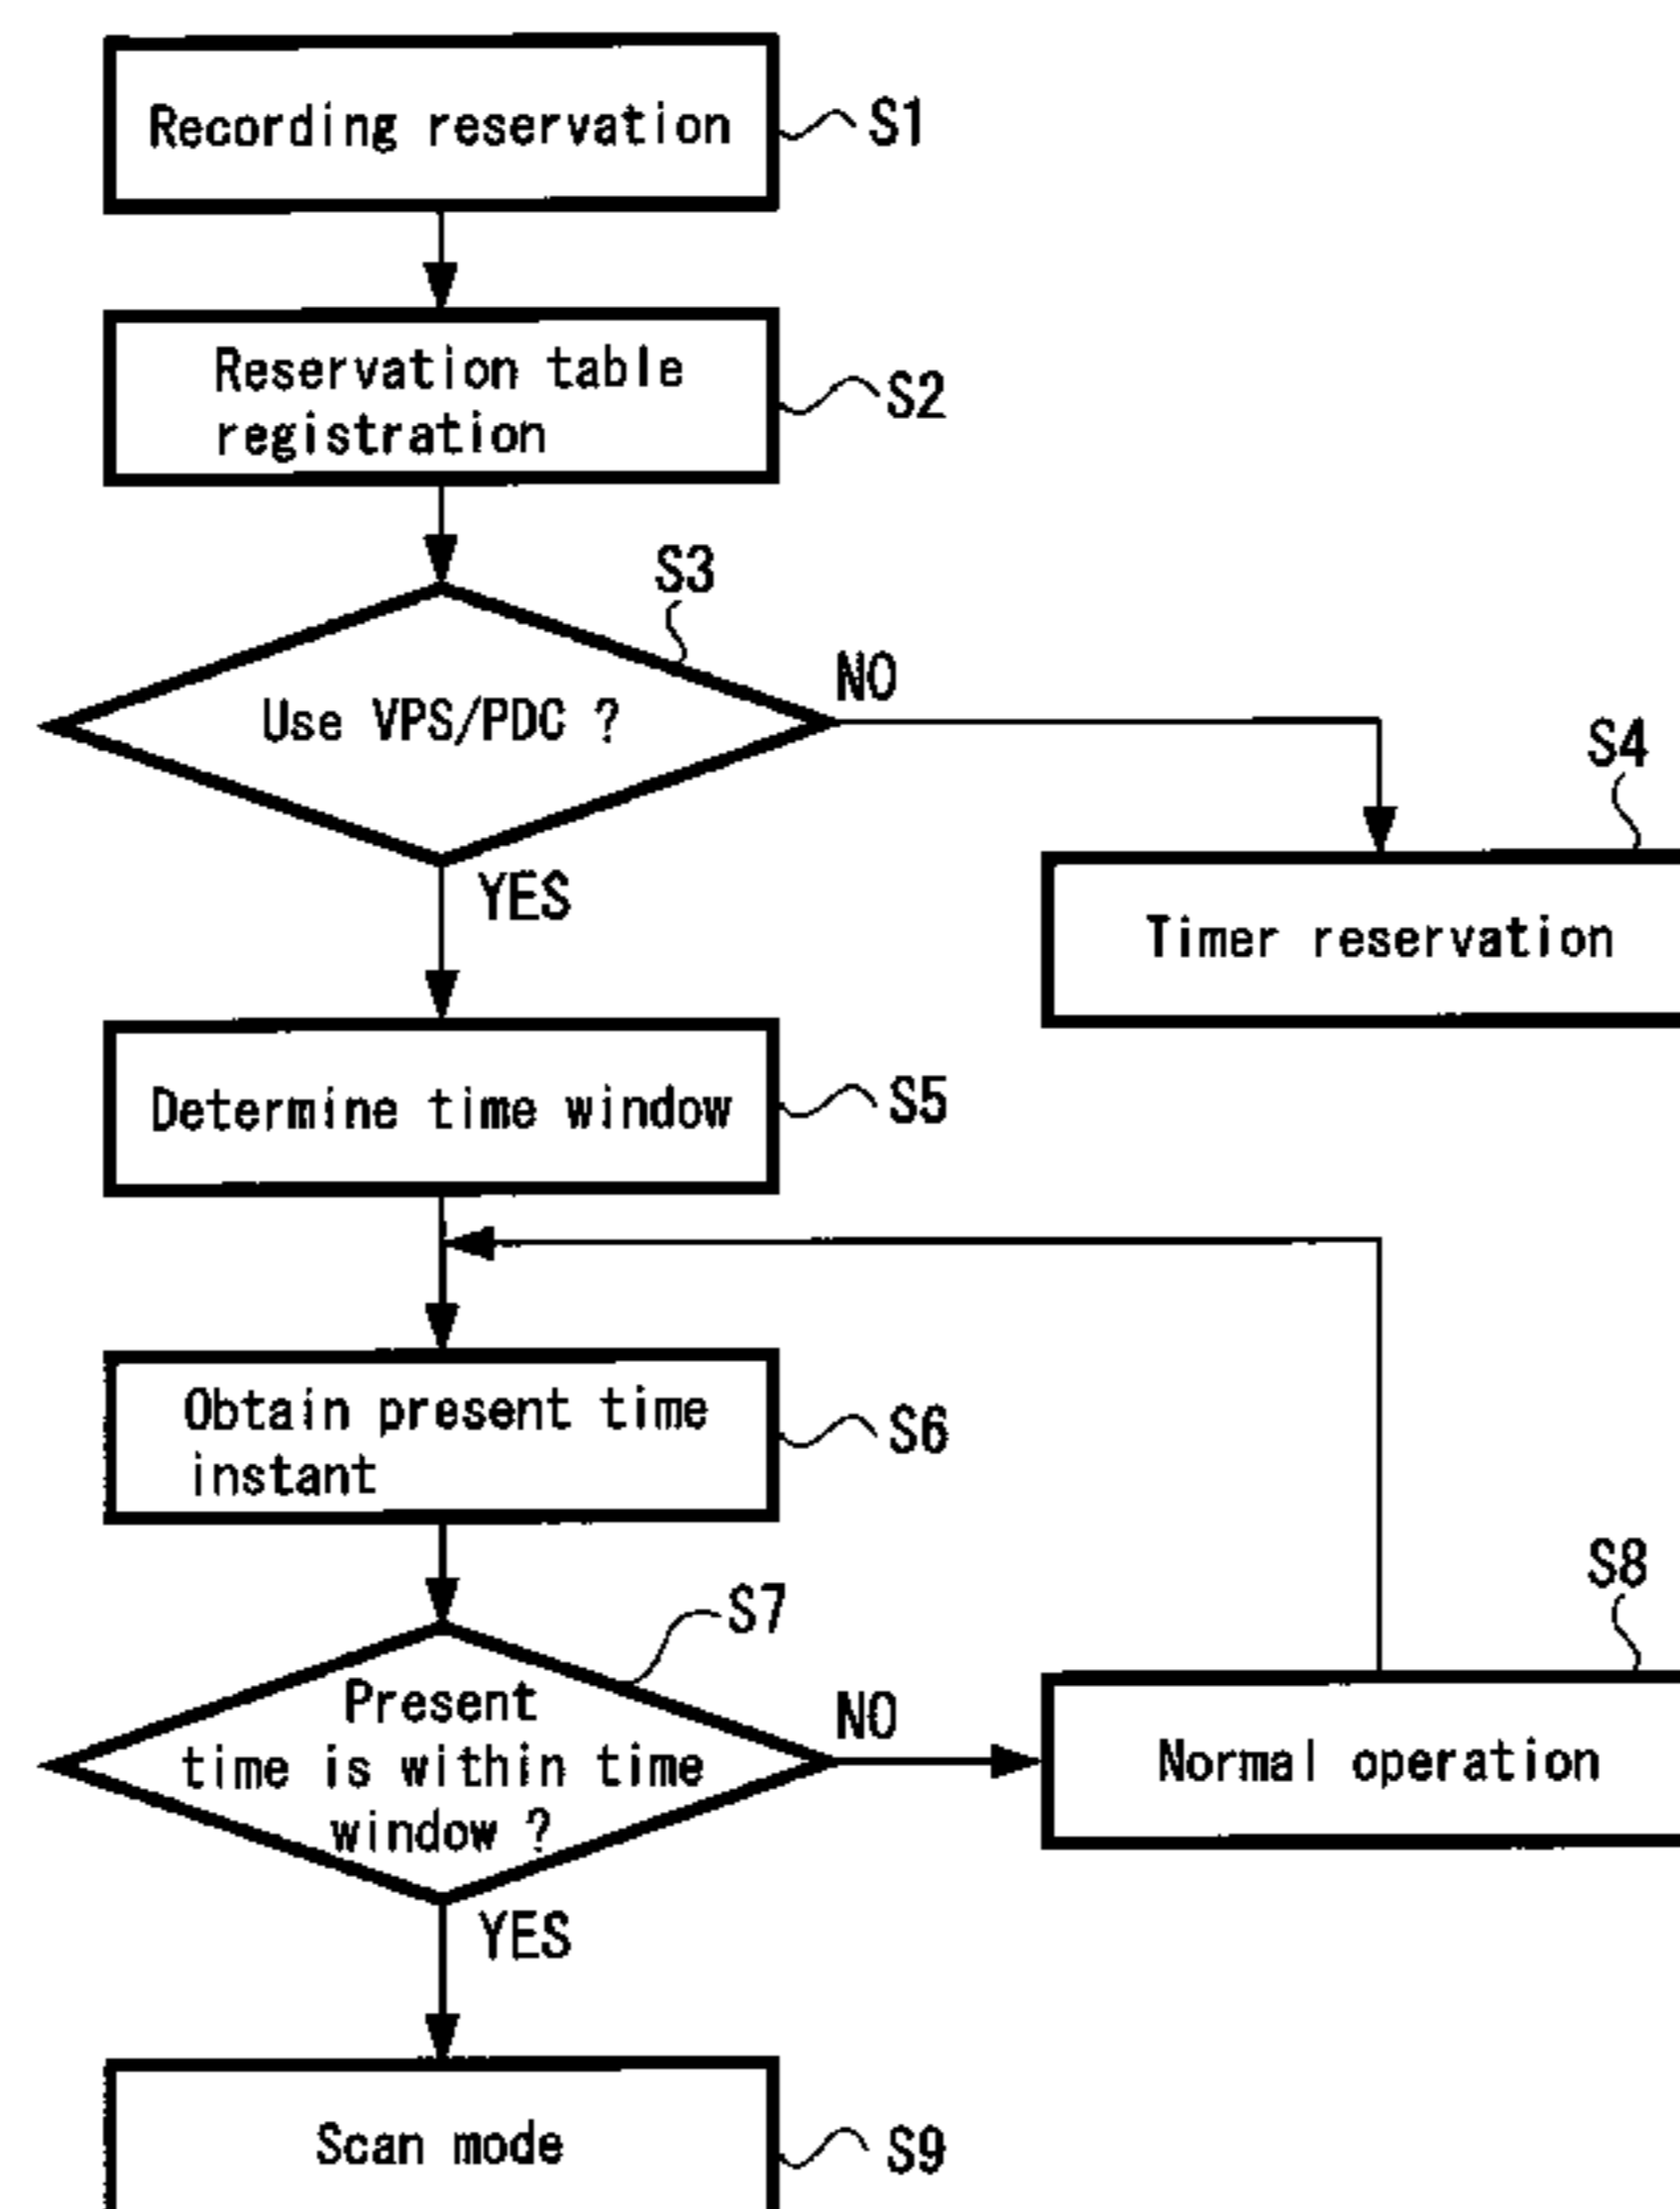 Recording reservation
S1
Reservation table
registration
S2
S3
Use VPS/PDC ?
NO
S4
YES
Timer reservation
Determine time window
S5
Obtain present time
instant
S6
S7
S8
Present
time is within time
window ?
NO
Normal operation
YES
Scan mode
S9